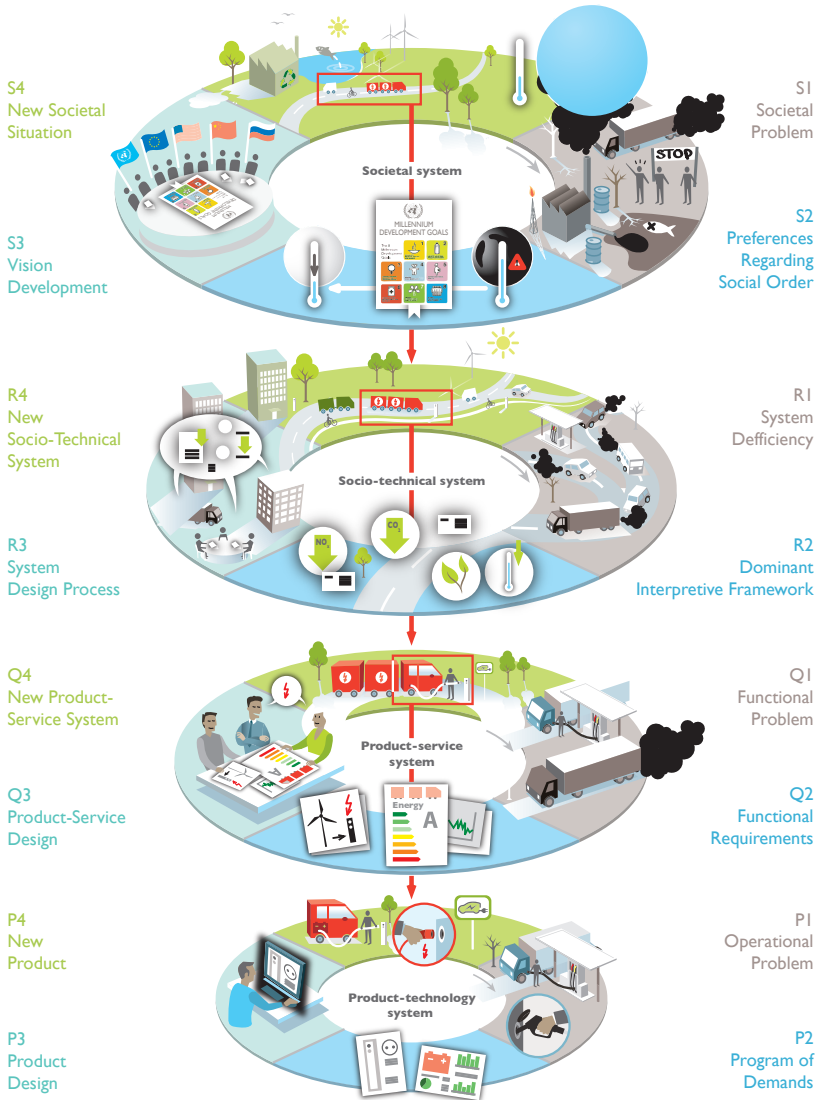 S4
New Societal
Situation
S1
Societal
Problem
STOP
Societal system
S3
Vision
Development
MILLENNIUM
DEVELOPMENT GOALS
S2
Preferences
Regarding
Social Order
R4
New
Socio-Technical
System
R1
System
Defficiency
Socio-technical system
R3
System
Design Process
NOx
CO2
R2
Dominant
Interpretive Framework
Q4
New Product-
Service System
Q1
Functional
Problem
Product-service
system
Q3
Product-Service
Design
A
Energy
A
Q2
Functional
Requirements
P4
New
Product
P1
Operational
Problem
Product-technology
system
P3
Product
Design
P2
Program of
Demands